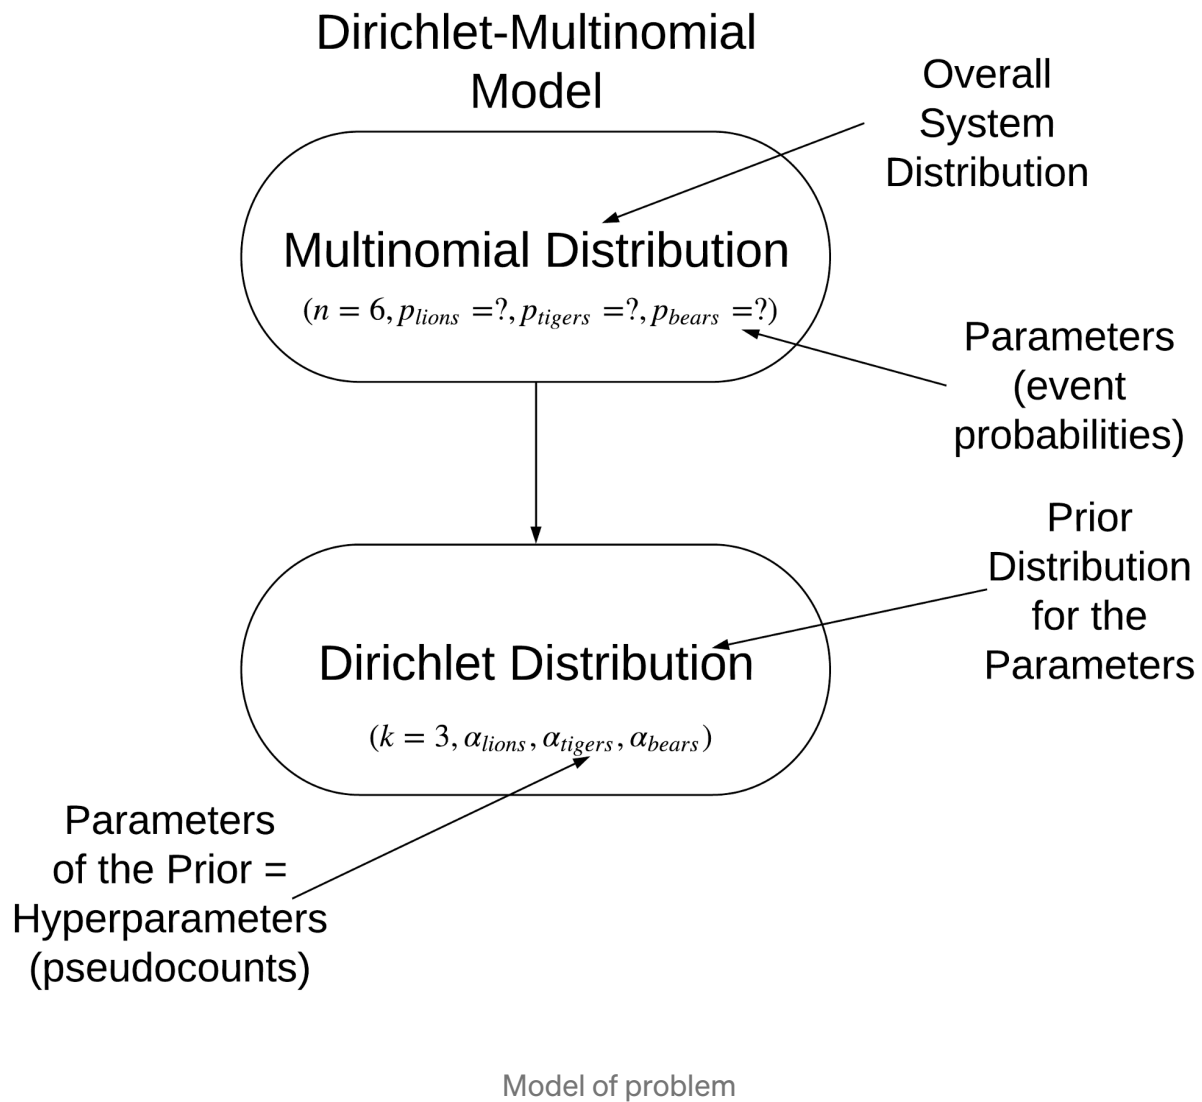 Dirichlet-Multinomial
Model
Overall
System
Distribution
Multinomial Distribution
(n = 6, p_lions =?, p_tigers =?, p_bears =?)
Parameters
(event
probabilities)
Prior
Distribution
for the
Parameters
Dirichlet Distribution
(k = 3, α_lions, α_tigers, α_bears)
Parameters
of the Prior =
Hyperparameters
(pseudocounts)
Model of problem